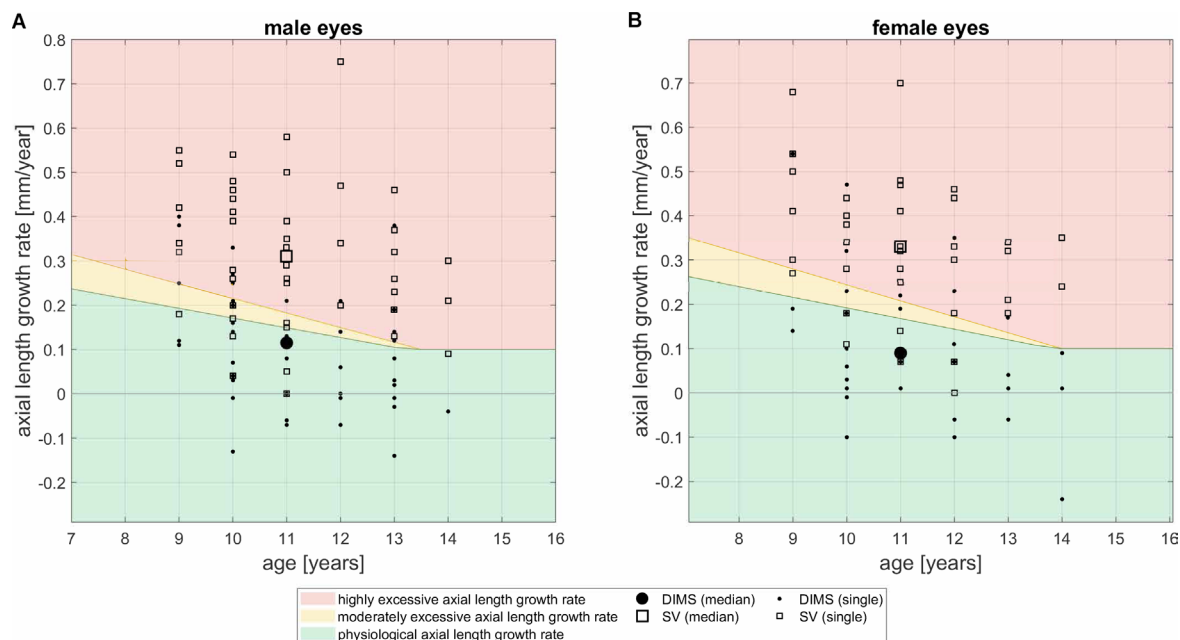 A
male eyes
axial length growth rate [mm/year]
0.8
0.7
0.6
0.5
0.4
0.3
0.2
0.1
0
-0.1
-0.2
7 8 9 10 11 12 13 14 15 16
age [years]
B
female eyes
axial length growth rate [mm/year]
0.7
0.6
0.5
0.4
0.3
0.2
0.1
0
-0.1
-0.2
8 9 10 11 12 13 14 15 16
age [years]
highly excessive axial length growth rate DIMS (median) DIMS (single)
moderately excessive axial length growth rate SV (median) SV (single)
physiological axial length growth rate